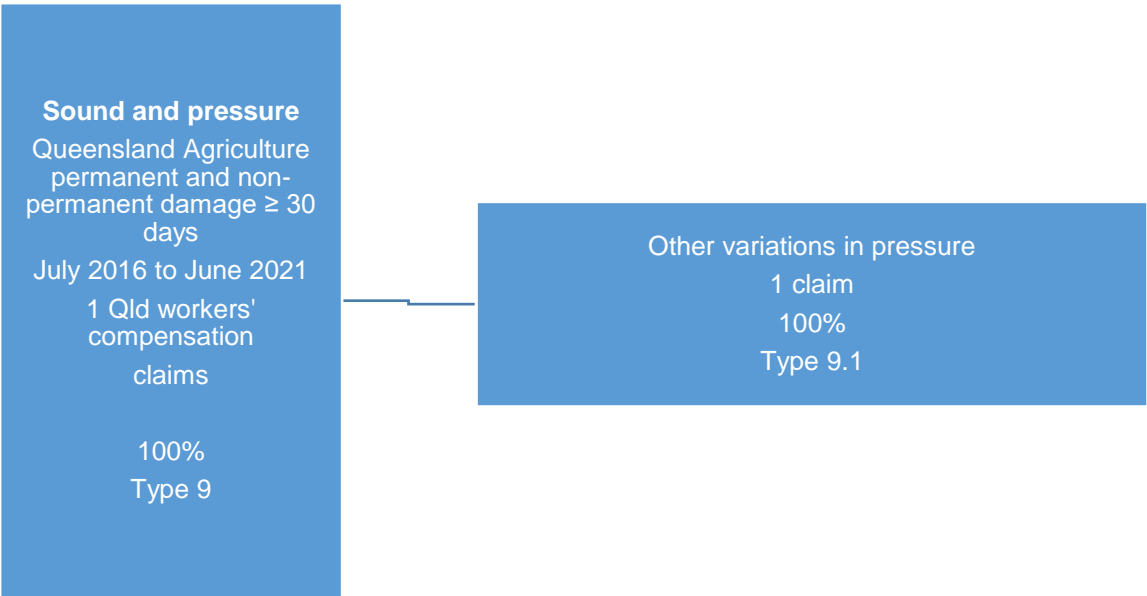 Sound and pressure
Queensland Agriculture
permanent and non-
permanent damage ≥ 30
days
July 2016 to June 2021
1 Qld workers'
compensation
claims
100%
Type 9
Other variations in pressure
1 claim
100%
Type 9.1